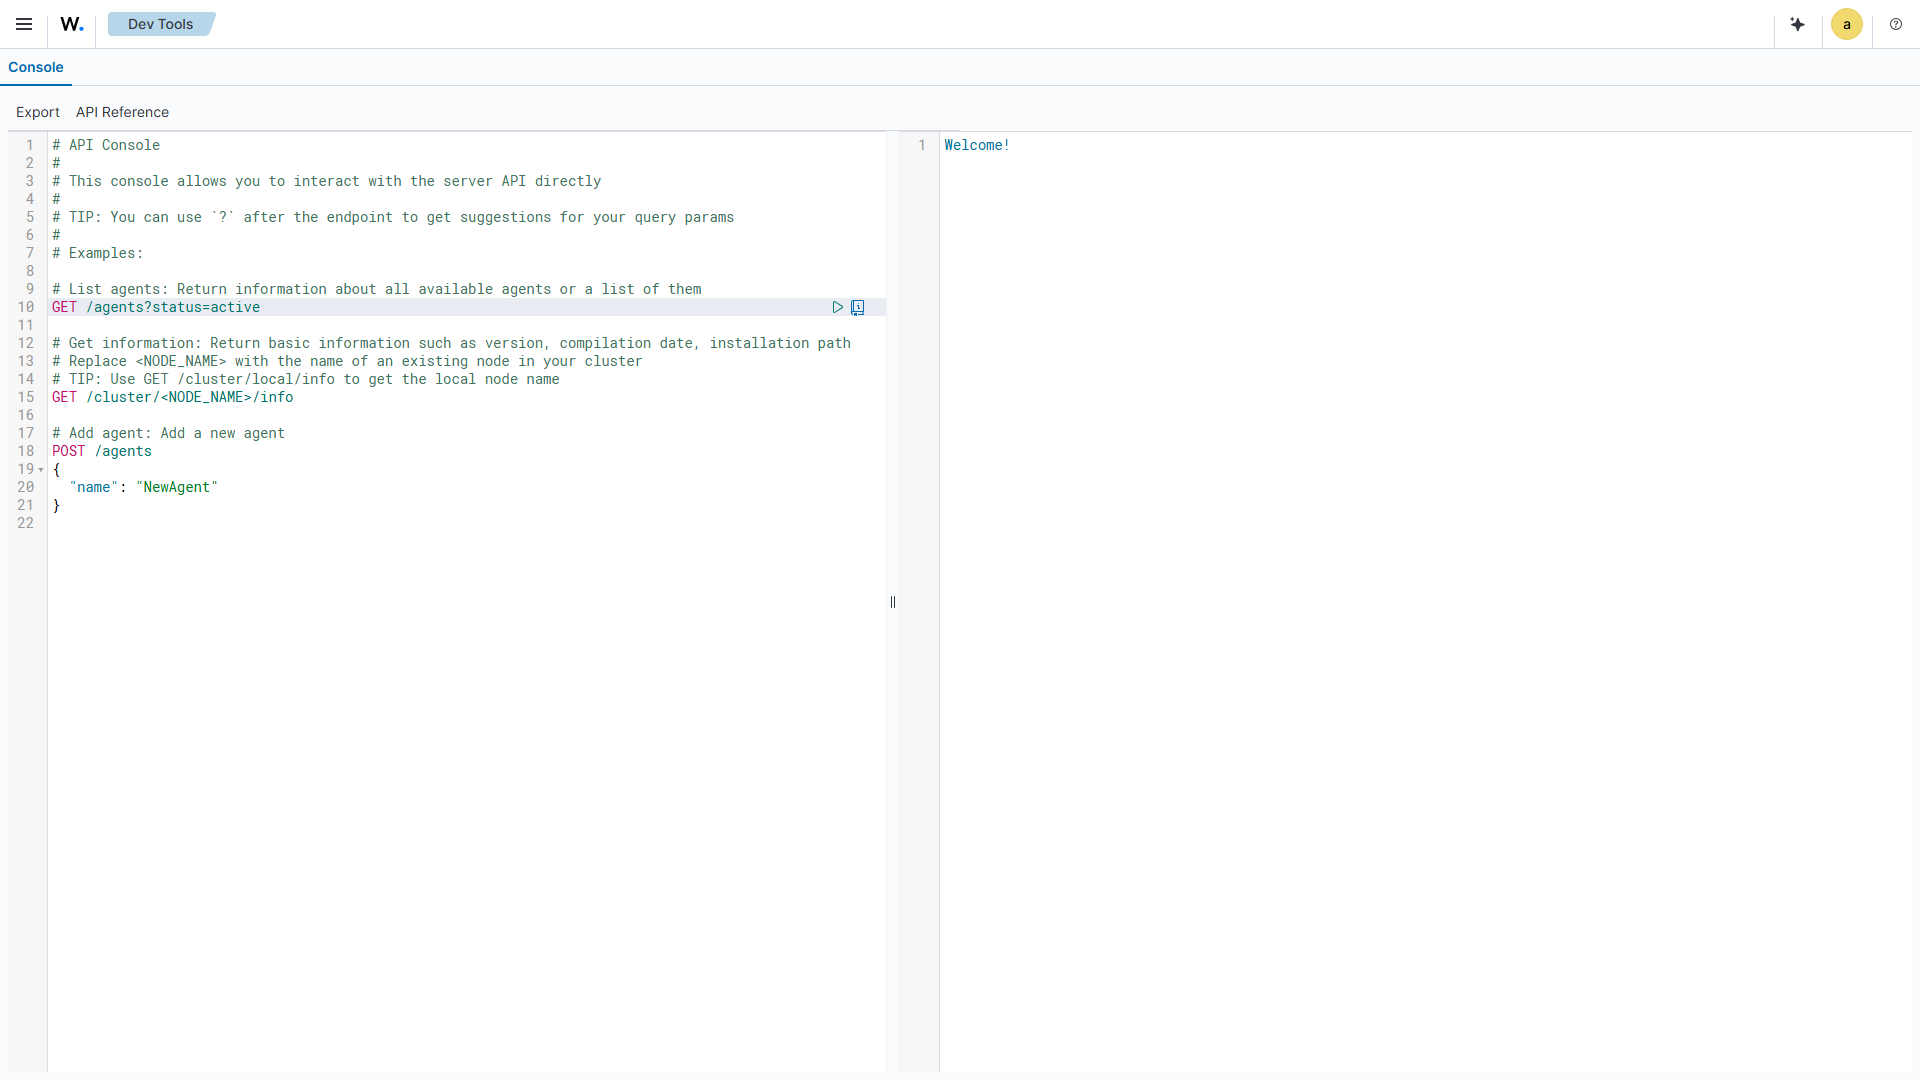 W. Dev Tools a
Console
Export API Reference
1 # API Console
2 #
3 # This console allows you to interact with the server API directly
4 #
5 # TIP: You can use `?` after the endpoint to get suggestions for your query params
6 #
7 # Examples:
8
9 # List agents: Return information about all available agents or a list of them
10 GET /agents?status=active
11
12 # Get information: Return basic information such as version, compilation date, installation path
13 # Replace <NODE_NAME> with the name of an existing node in your cluster
14 # TIP: Use GET /cluster/local/info to get the local node name
15 GET /cluster/<NODE_NAME>/info
16
17 # Add agent: Add a new agent
18 POST /agents
19 {
20 "name": "NewAgent"
21 }
22
1 Welcome!